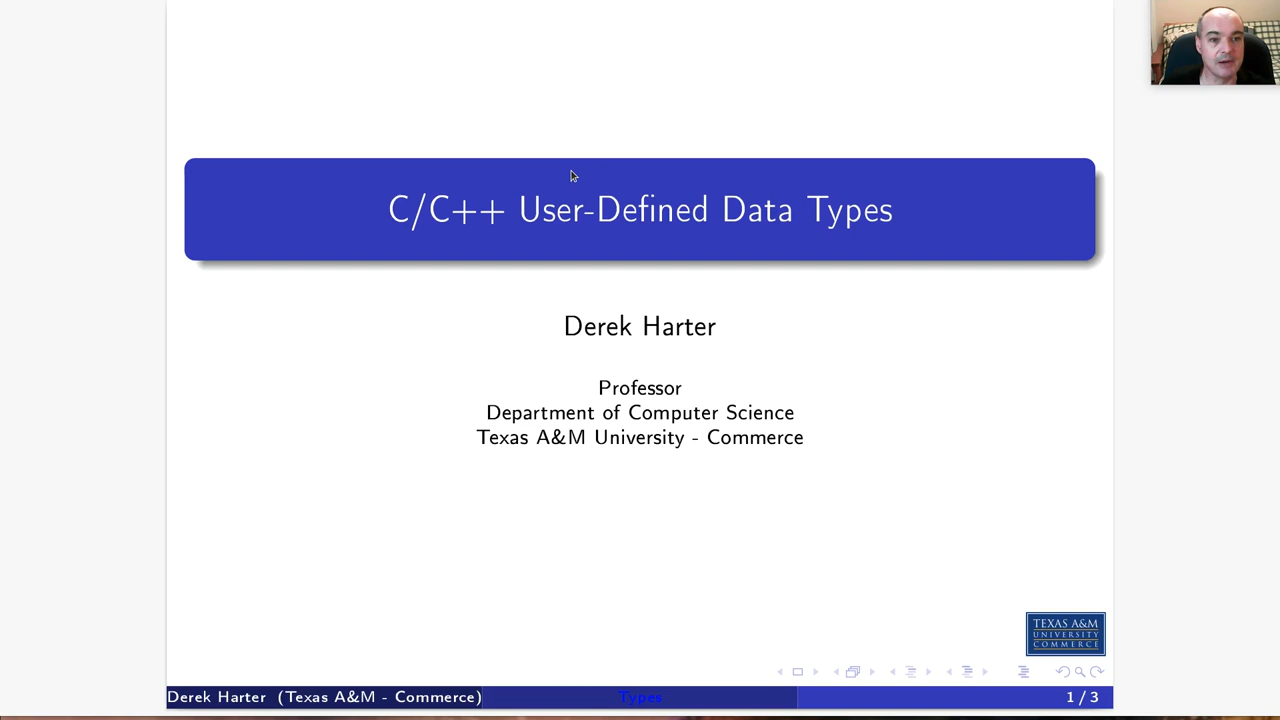 C/C++ User-Defined Data Types
Derek Harter
Professor
Department of Computer Science
Texas A&M University - Commerce
TEXAS A&M
UNIVERSITY
COMMERCE
Derek Harter (Texas A&M - Commerce)
Types
1 / 3